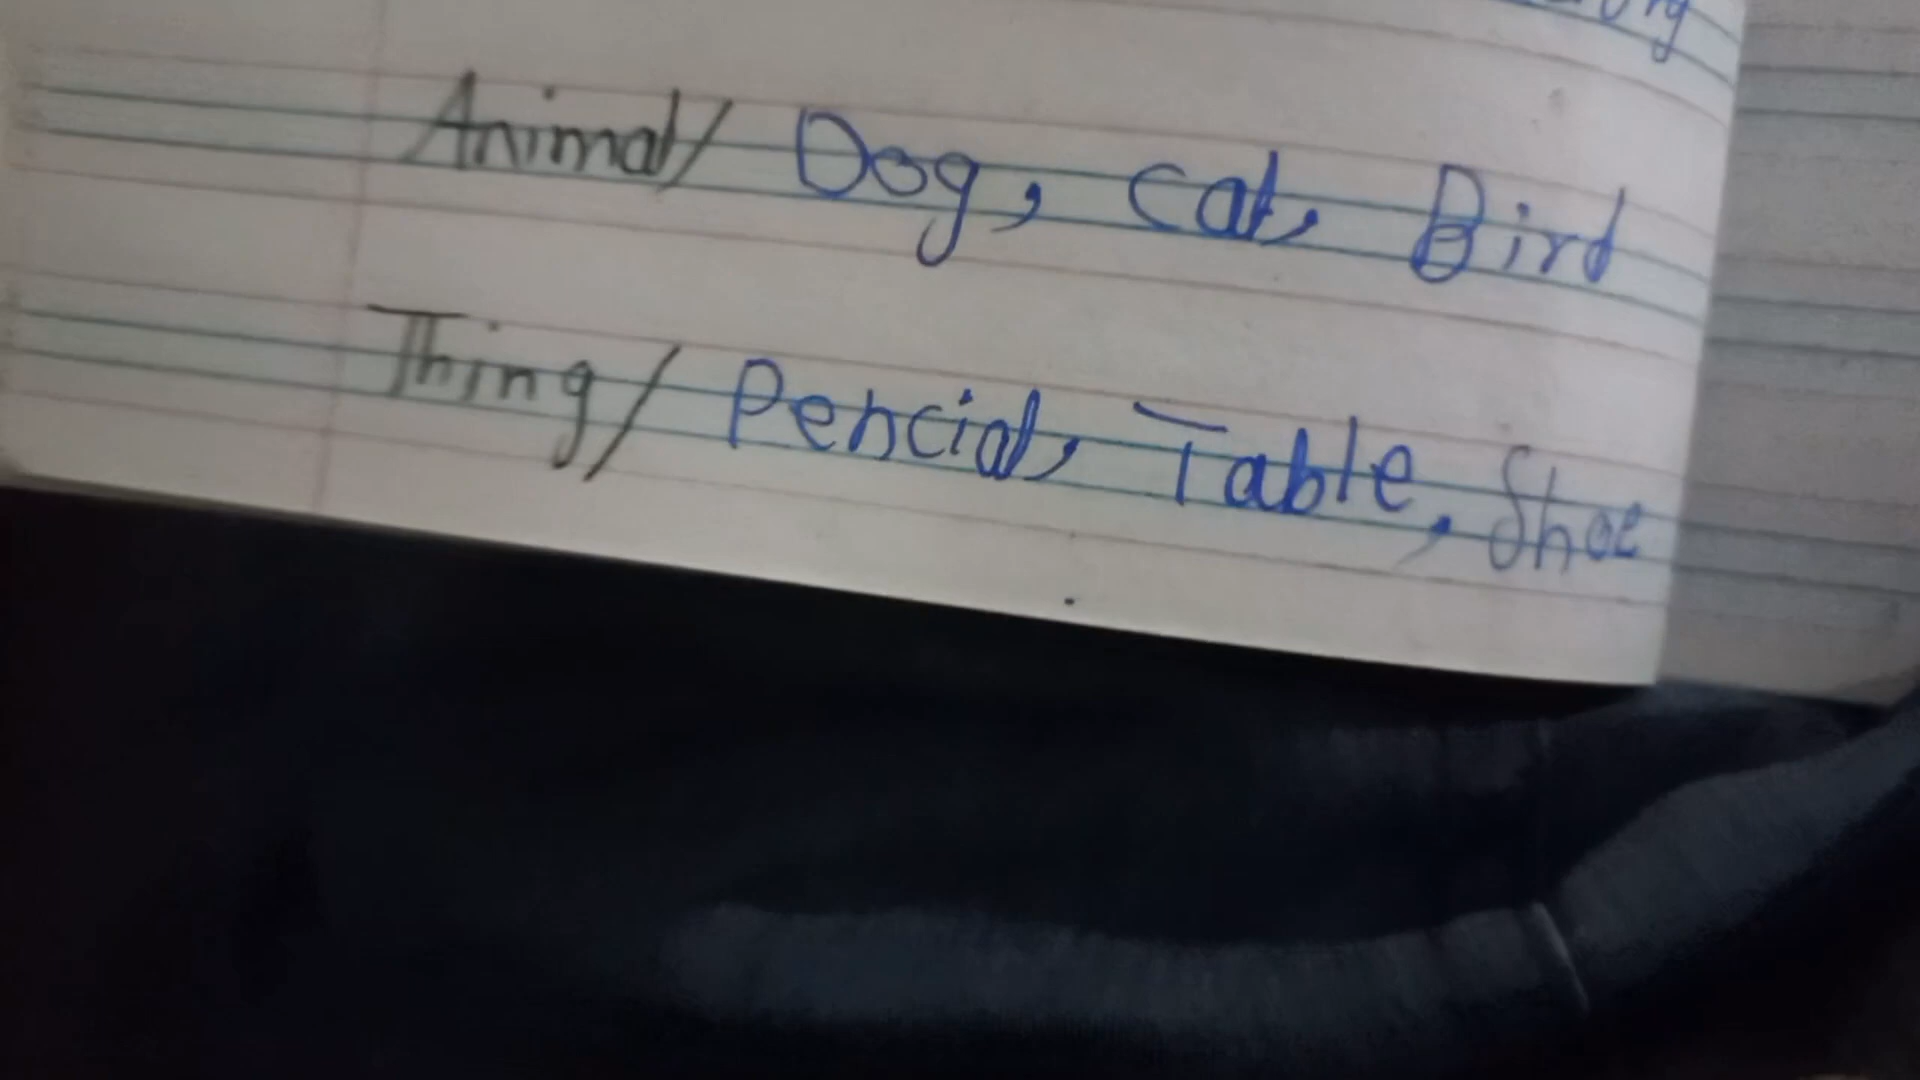 Animal/ Dog, cat, Bird
Thing/ Pencial, Table, Shoe